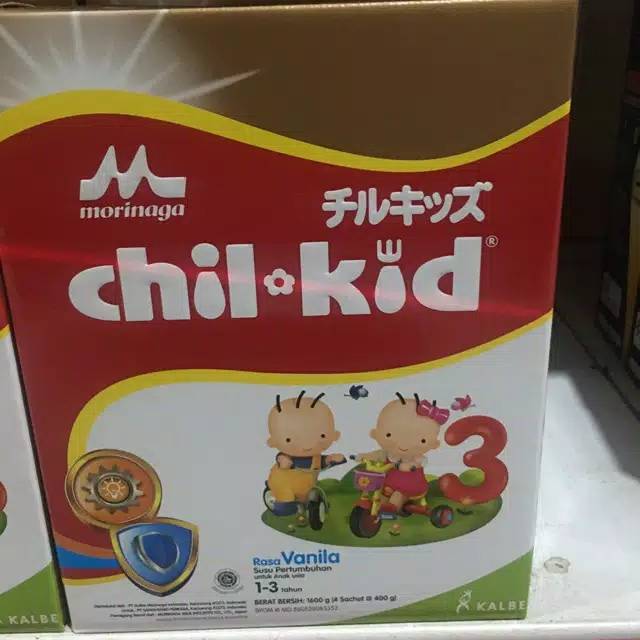 morinaga
チルキッズ
chil kid®
3
Rasa Vanila
Susu Pertumbuhan
untuk Anak usia
1-3 tahun
BERAT BERSIH: 1600 g (4 Sachet @ 400 g)
KALBE
KALBE